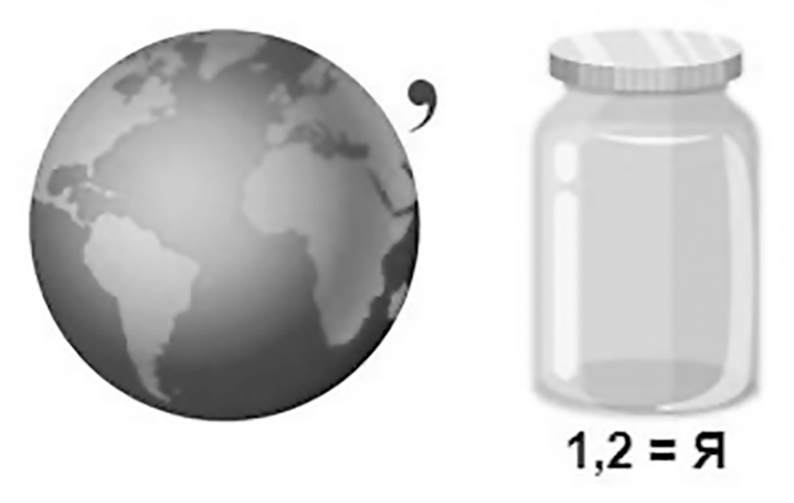 ,
1,2 = Я